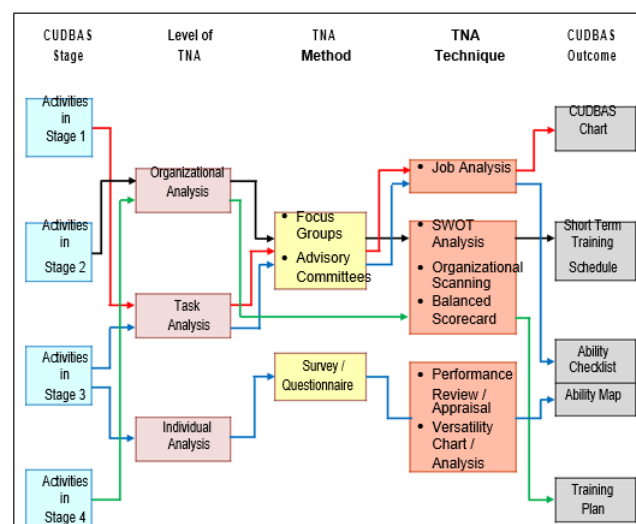 CUDBAS
Stage
Level of
TNA
TNA
Method
TNA
Technique
CUDBAS
Outcome
Activities
in
Stage 1
Activities
in
Stage 2
Activities
in
Stage 3
Activities
in
Stage 4
Organizational
Analysis
Task
Analysis
Individual
Analysis
• Focus
Groups
• Advisory
Committees
Survey /
Questionnaire
• Job Analysis
• SWOT
Analysis
• Organizational
Scanning
• Balanced
Scorecard
• Performance
Review /
Appraisal
• Versatility
Chart /
Analysis
CUDBAS
Chart
Short Term
Training
Schedule
Ability
Checklist
Ability Map
Training
Plan